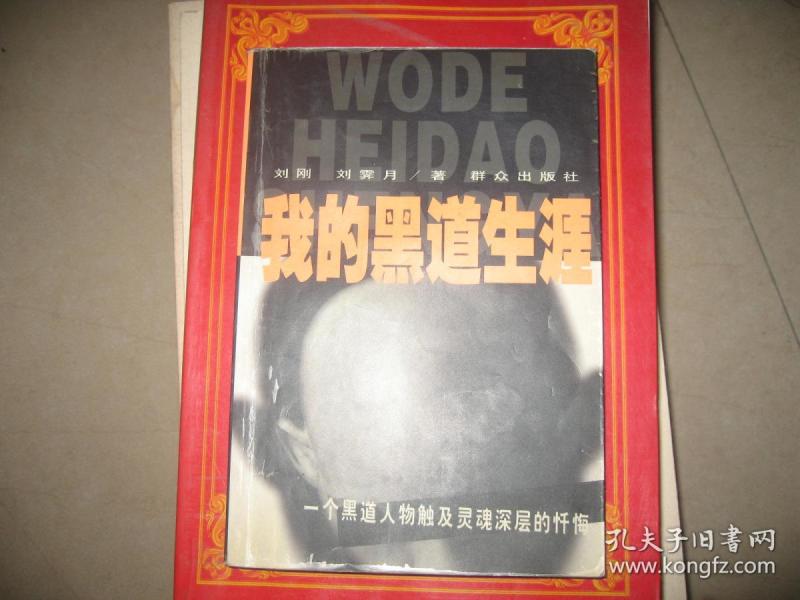 WODE
HEIDAO
刘刚 刘霁月／著 群众出版社
我的黑道生涯
一个黑道人物触及灵魂深层的忏悔
孔夫子旧书网
www.kongfz.com